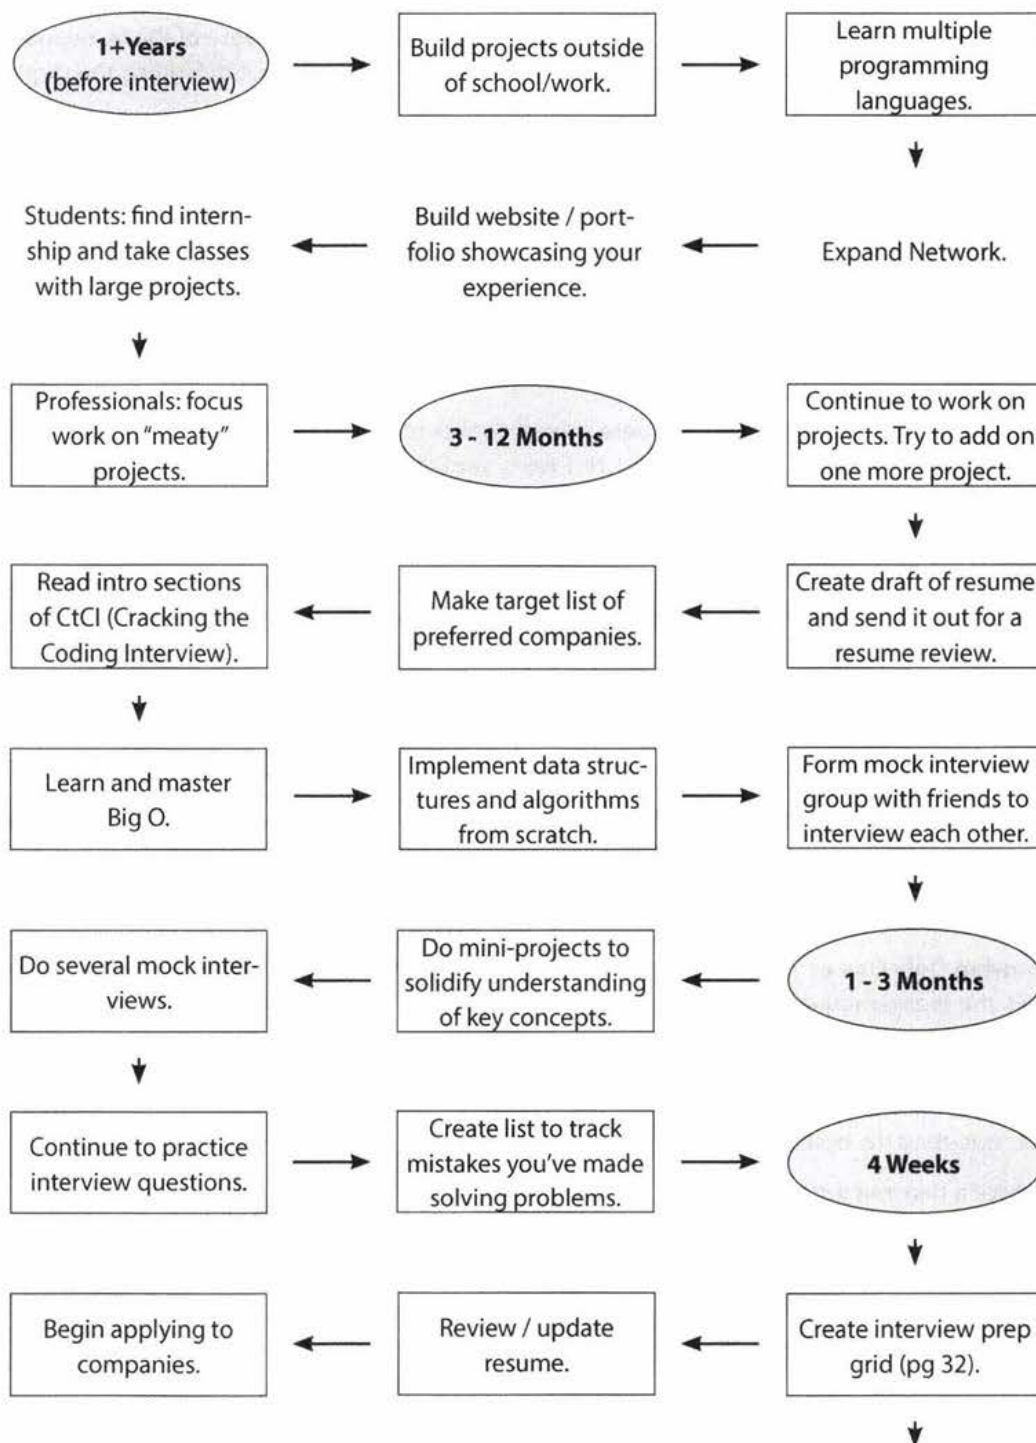 1+Years
(before interview)
Build projects outside
of school/work.
Learn multiple
programming
languages.
Expand Network.
Build website / port-
folio showcasing your
experience.
Students: find intern-
ship and take classes
with large projects.
Professionals: focus
work on “meaty”
projects.
3 - 12 Months
Continue to work on
projects. Try to add on
one more project.
Create draft of resume
and send it out for a
resume review.
Make target list of
preferred companies.
Read intro sections
of CtCI (Cracking the
Coding Interview).
Learn and master
Big O.
Implement data struc-
tures and algorithms
from scratch.
Form mock interview
group with friends to
interview each other.
1 - 3 Months
Do mini-projects to
solidify understanding
of key concepts.
Do several mock inter-
views.
Continue to practice
interview questions.
Create list to track
mistakes you’ve made
solving problems.
4 Weeks
Create interview prep
grid (pg 32).
Review / update
resume.
Begin applying to
companies.